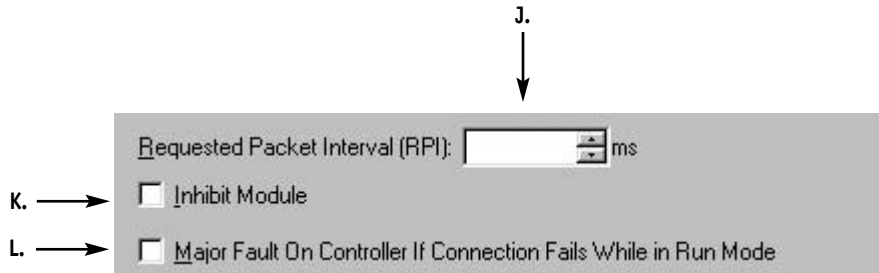 J.
Requested Packet Interval (RPI): ms
K. Inhibit Module
L. Major Fault On Controller If Connection Fails While in Run Mode